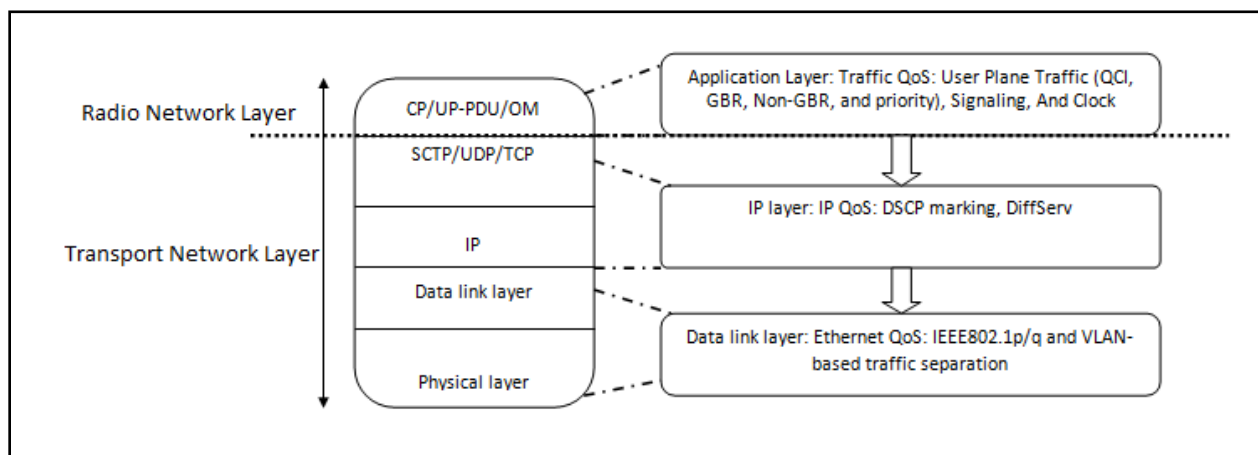 Radio Network Layer
Transport Network Layer
CP/UP-PDU/OM
SCTP/UDP/TCP
IP
Data link layer
Physical layer
Application Layer: Traffic QoS: User Plane Traffic (QCI,
GBR, Non-GBR, and priority), Signaling, And Clock
IP layer: IP QoS: DSCP marking, DiffServ
Data link layer: Ethernet QoS: IEEE802.1p/q and VLAN-
based traffic separation